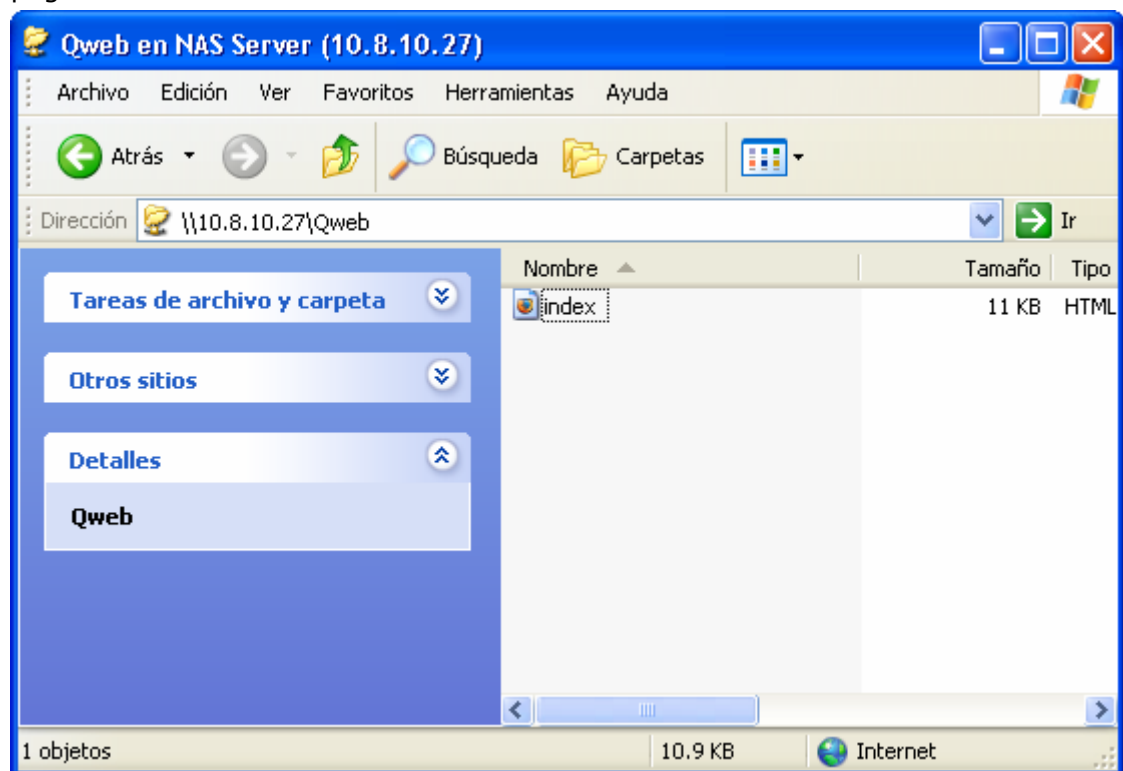 Qweb en NAS Server (10.8.10.27)
Archivo Edición Ver Favoritos Herramientas Ayuda
Atrás Búsqueda Carpetas
Dirección \\10.8.10.27\Qweb Ir
Nombre Tamaño Tipo
Tareas de archivo y carpeta
index 11 KB HTML
Otros sitios
Detalles
Qweb
1 objetos 10.9 KB Internet